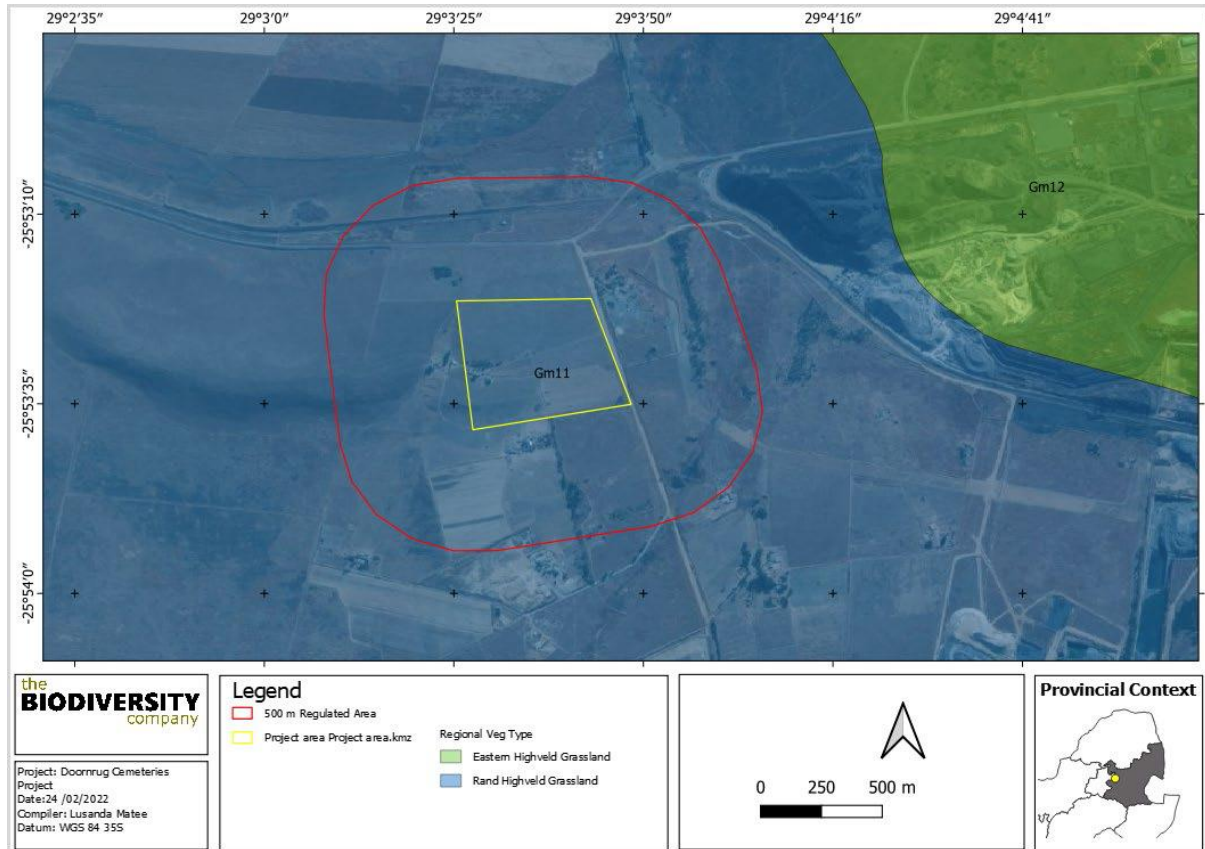 29°2′35″ 29°3′0″ 29°3′25″ 29°3′50″ 29°4′16″ 29°4′41″
-25°53′10″
Gm12
Gm11
-25°53′35″
-25°54′0″
the
BIODIVERSITY
company
Project: Doornrug Cemeteries
Project
Date:24 /02/2022
Compiler: Lusanda Matee
Datum: WGS 84 35S
Legend
500 m Regulated Area
Project area Project area.kmz
Regional Veg Type
Eastern Highveld Grassland
Rand Highveld Grassland
0 250 500 m
Provincial Context